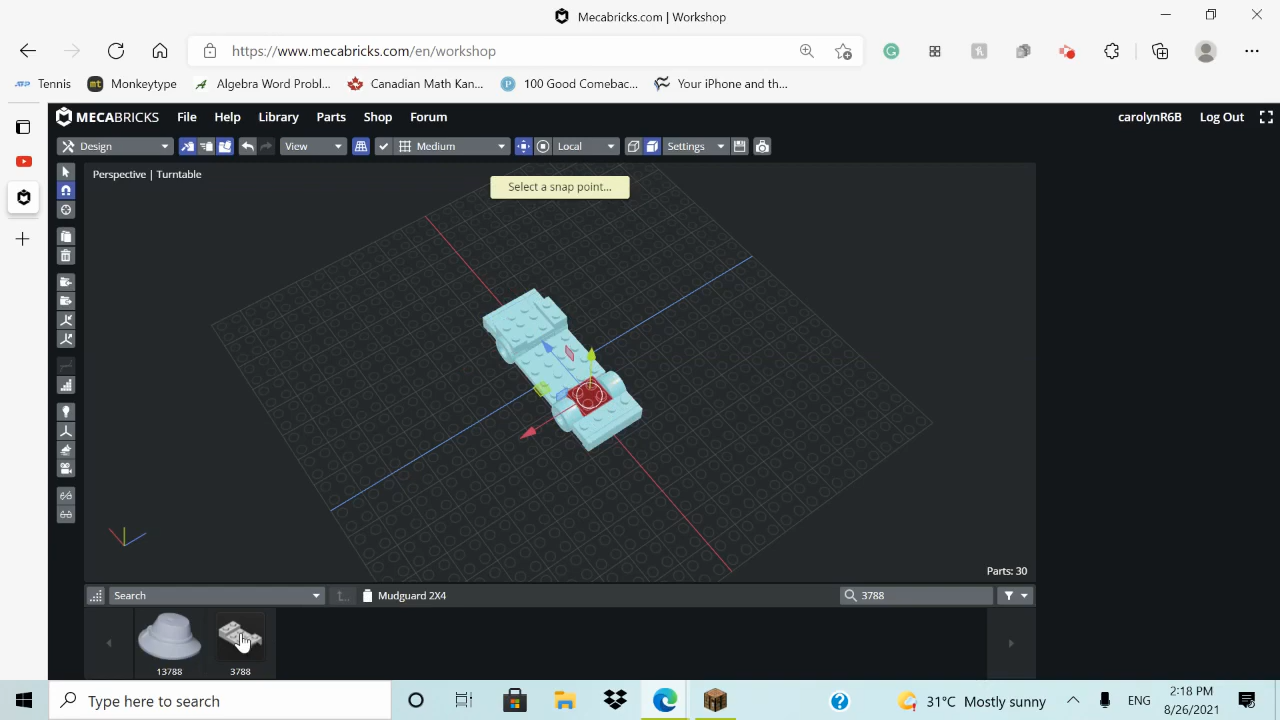 Mecabricks.com | Workshop
https://www.mecabricks.com/en/workshop
Tennis
Monkeytype
Algebra Word Probl...
Canadian Math Kan...
100 Good Comebac...
Your iPhone and th...
MECABRICKS File Help Library Parts Shop Forum carolynR6B Log Out
Design View Medium Local Settings
Perspective | Turntable
Select a snap point...
Parts: 30
Search Mudguard 2X4 3788
13788 3788
Type here to search 31°C Mostly sunny ENG 2:18 PM
8/26/2021